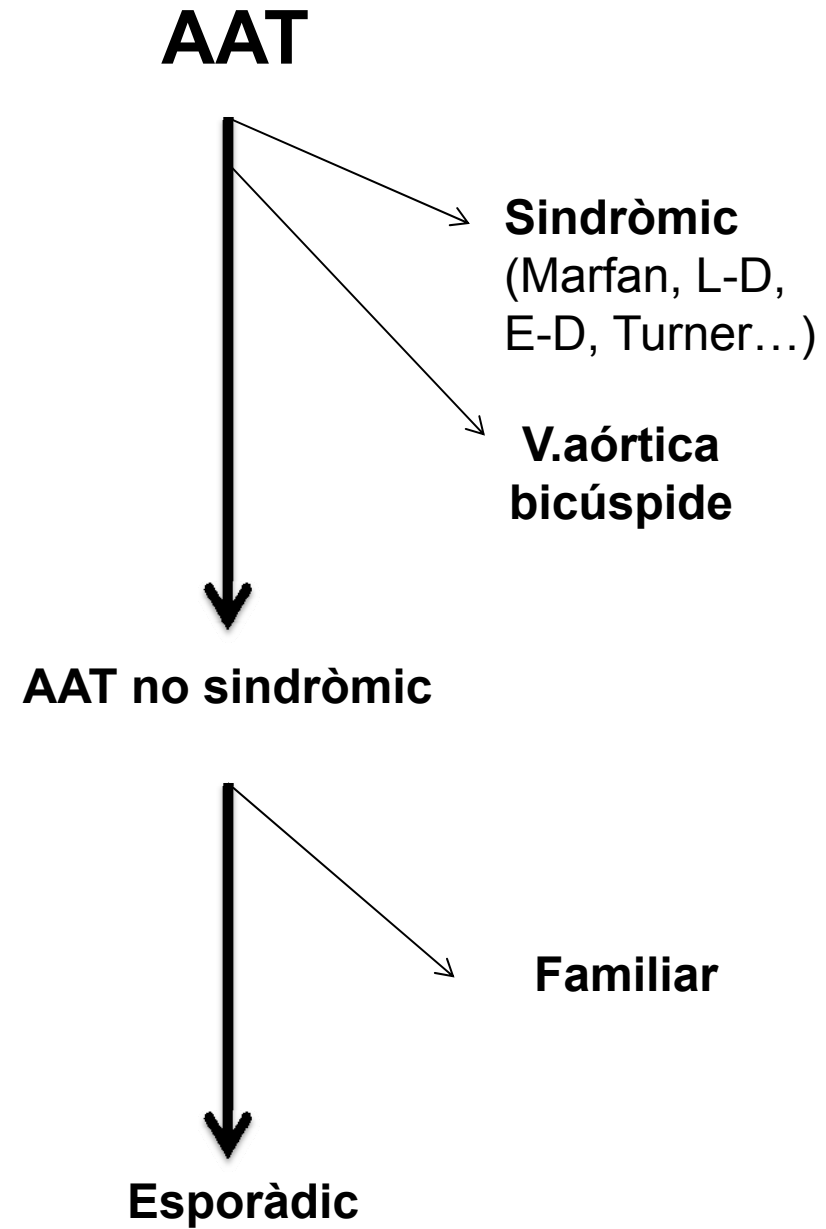 AAT
Sindròmic
(Marfan, L-D,
E-D, Turner…)
V.aórtica
bicúspide
AAT no sindròmic
Familiar
Esporàdic